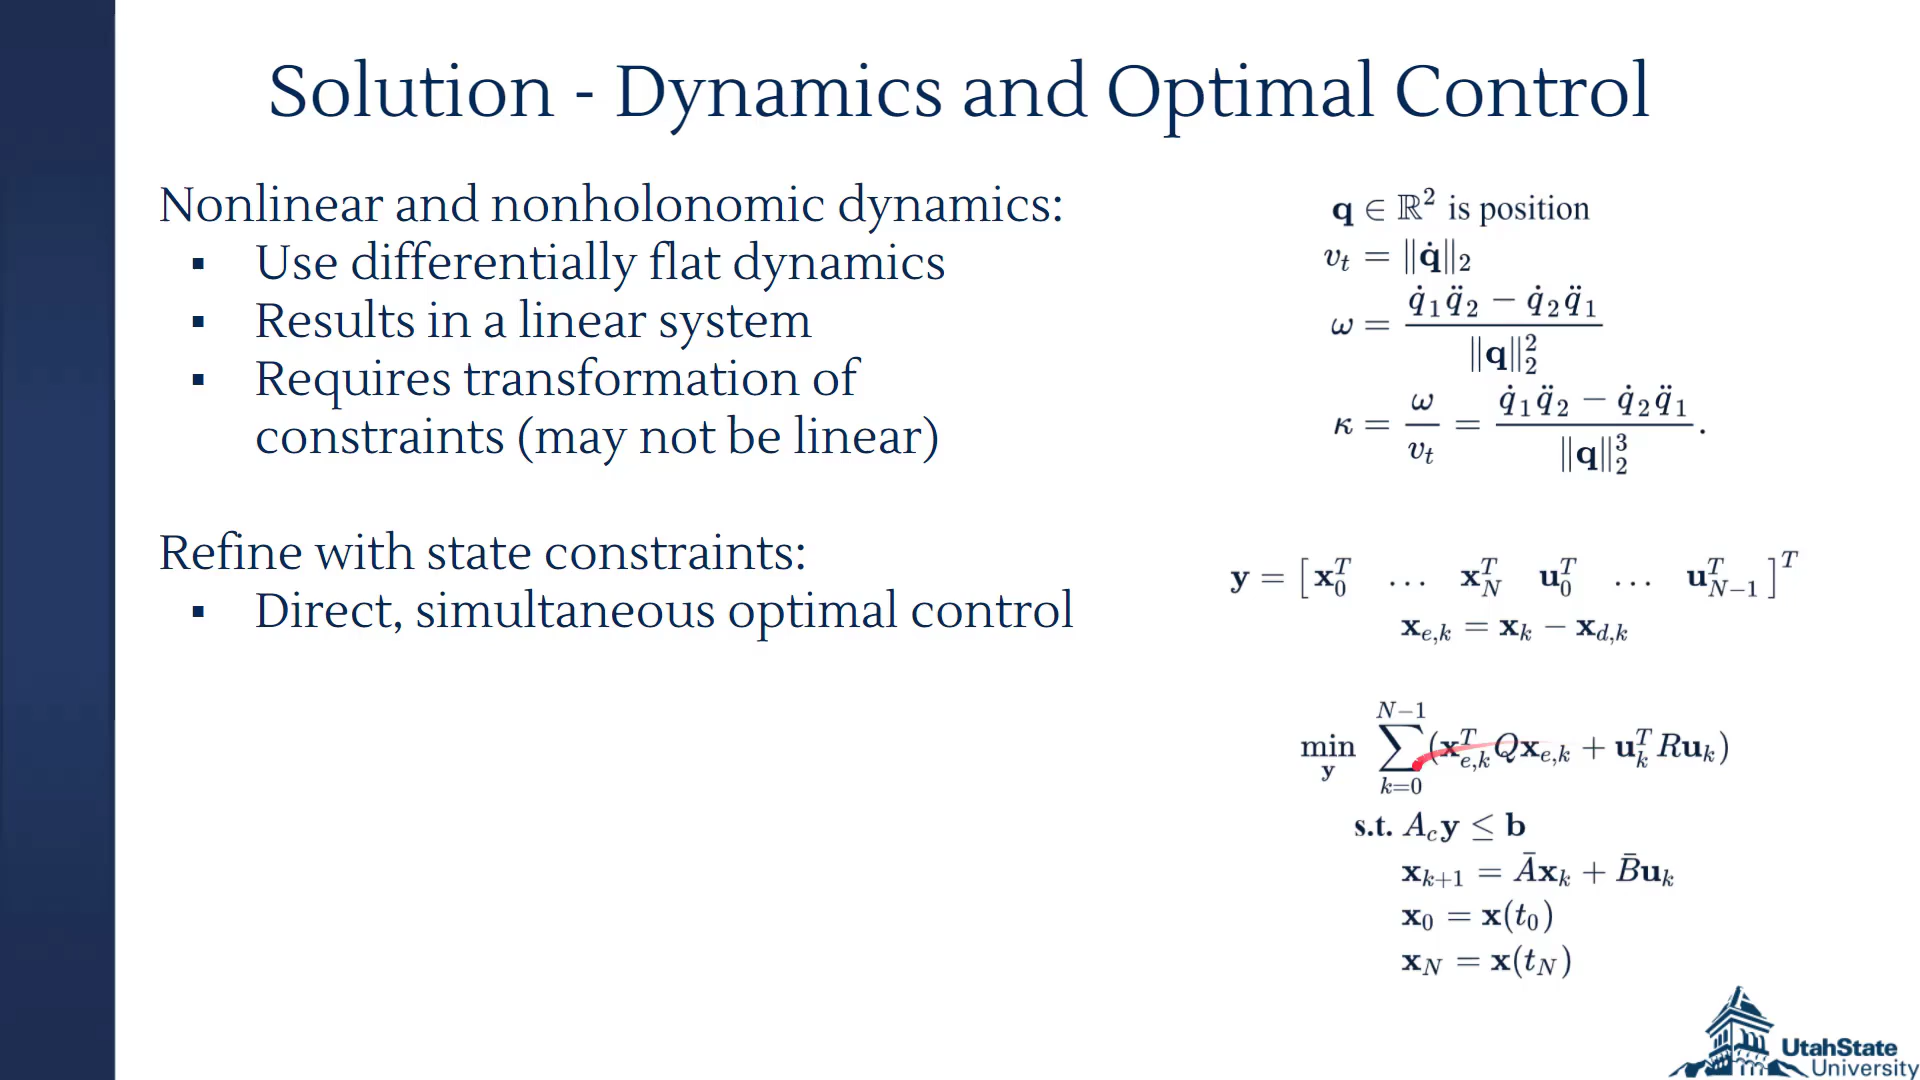 Solution - Dynamics and Optimal Control
Nonlinear and nonholonomic dynamics:
▪ Use differentially flat dynamics
▪ Results in a linear system
▪ Requires transformation of
constraints (may not be linear)
Refine with state constraints:
▪ Direct, simultaneous optimal control
q ∈ ℝ² is position
v_t = ‖q̇‖₂
ω = (q̇₁q̈₂ − q̇₂q̈₁) / ‖q‖₂²
κ = ω / v_t = (q̇₁q̈₂ − q̇₂q̈₁) / ‖q‖₂³ .
y = [ x₀ᵀ … x_Nᵀ u₀ᵀ … u_{N−1}ᵀ ]ᵀ
x_{e,k} = x_k − x_{d,k}
min_y ∑_{k=0}^{N−1} (x_{e,k}ᵀ Q x_{e,k} + u_kᵀ R u_k)
s.t. A_c y ≤ b
x_{k+1} = Āx_k + B̄u_k
x₀ = x(t₀)
x_N = x(t_N)
UtahState
University